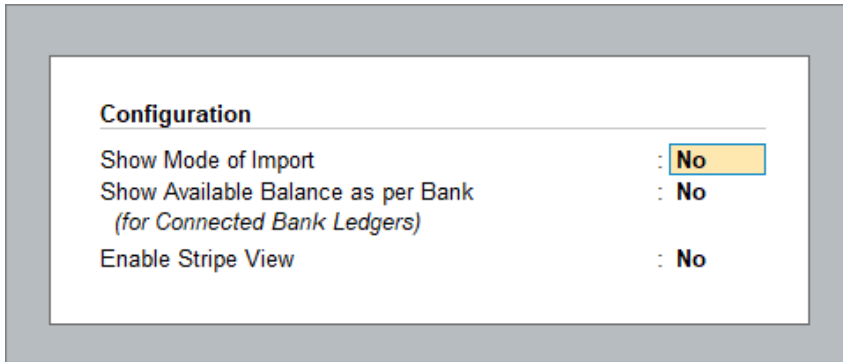 Configuration
Show Mode of Import : No
Show Available Balance as per Bank : No
(for Connected Bank Ledgers)
Enable Stripe View : No